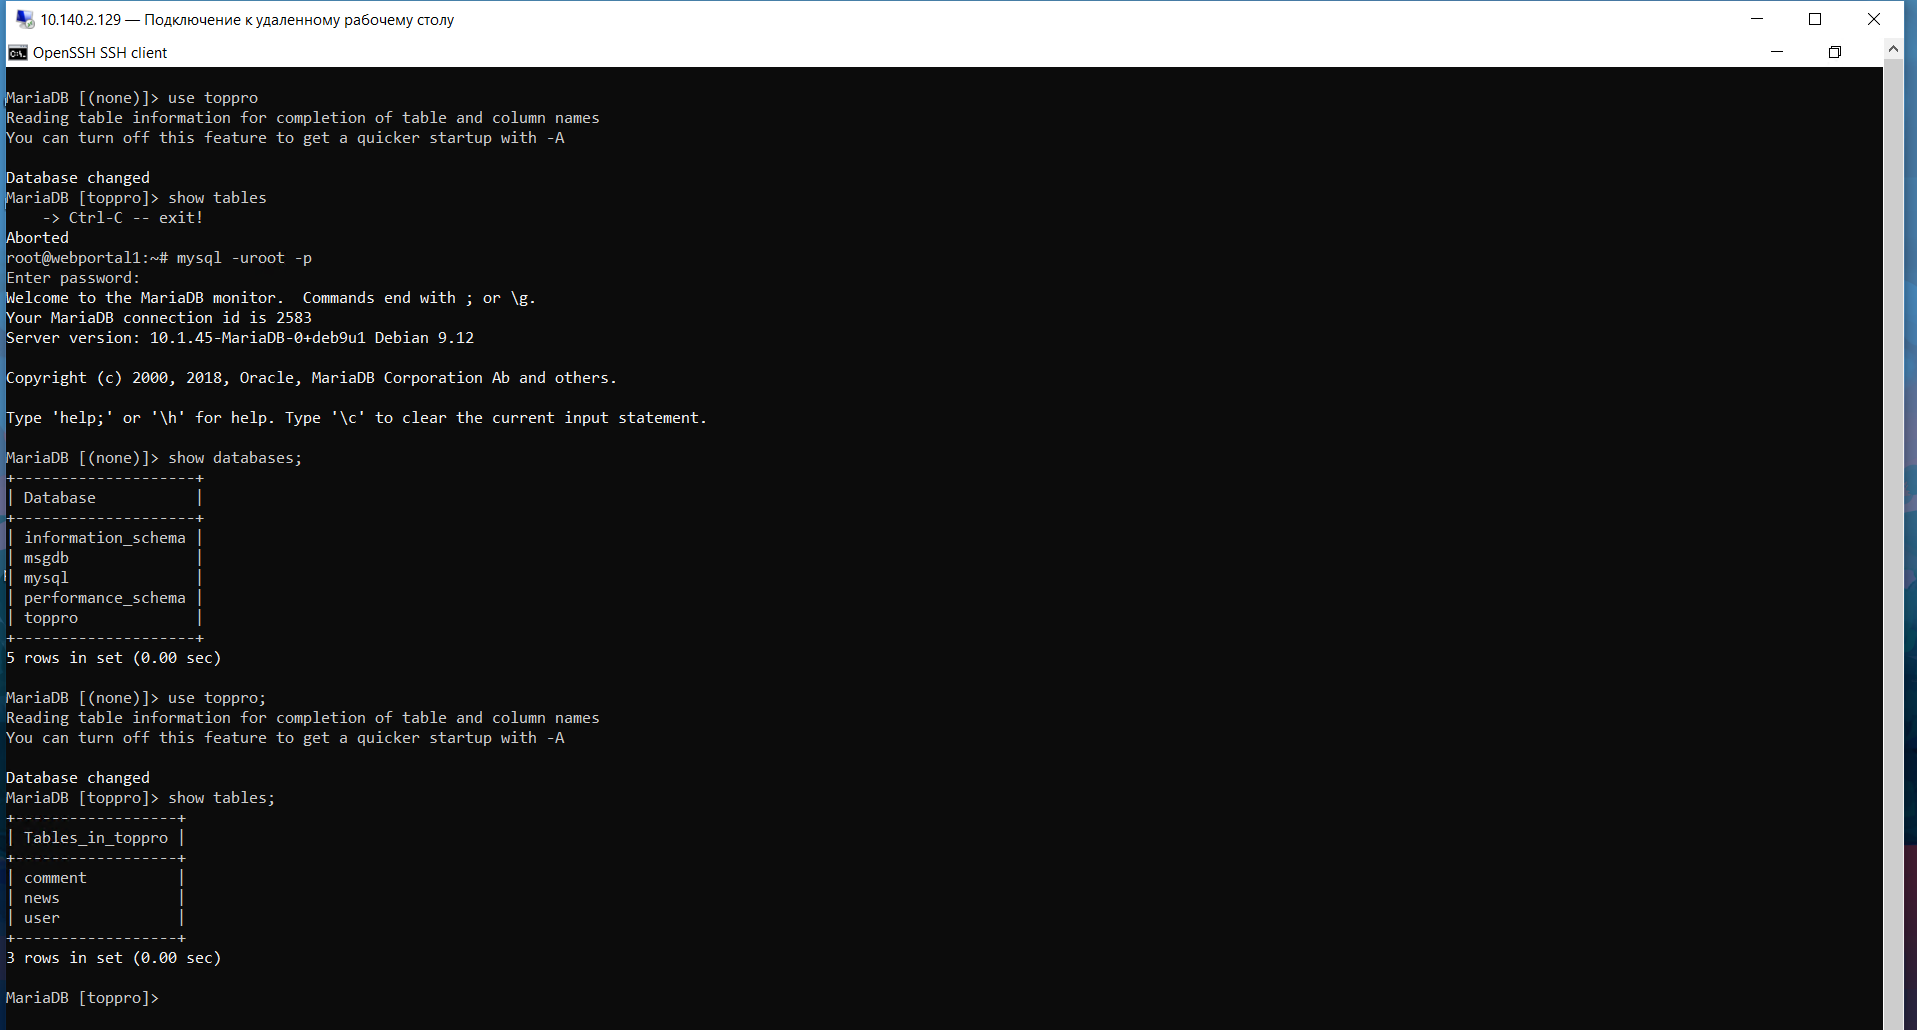 10.140.2.129 — Подключение к удаленному рабочему столу
OpenSSH SSH client
MariaDB [(none)]> use toppro
Reading table information for completion of table and column names
You can turn off this feature to get a quicker startup with -A
Database changed
MariaDB [toppro]> show tables
    -> Ctrl-C -- exit!
Aborted
root@webportal1:~# mysql -uroot -p
Enter password:
Welcome to the MariaDB monitor.  Commands end with ; or \g.
Your MariaDB connection id is 2583
Server version: 10.1.45-MariaDB-0+deb9u1 Debian 9.12
Copyright (c) 2000, 2018, Oracle, MariaDB Corporation Ab and others.
Type 'help;' or '\h' for help. Type '\c' to clear the current input statement.
MariaDB [(none)]> show databases;
+--------------------+
| Database           |
+--------------------+
| information_schema |
| msgdb              |
| mysql              |
| performance_schema |
| toppro             |
+--------------------+
5 rows in set (0.00 sec)
MariaDB [(none)]> use toppro;
Reading table information for completion of table and column names
You can turn off this feature to get a quicker startup with -A
Database changed
MariaDB [toppro]> show tables;
+------------------+
| Tables_in_toppro |
+------------------+
| comment          |
| news             |
| user             |
+------------------+
3 rows in set (0.00 sec)
MariaDB [toppro]>